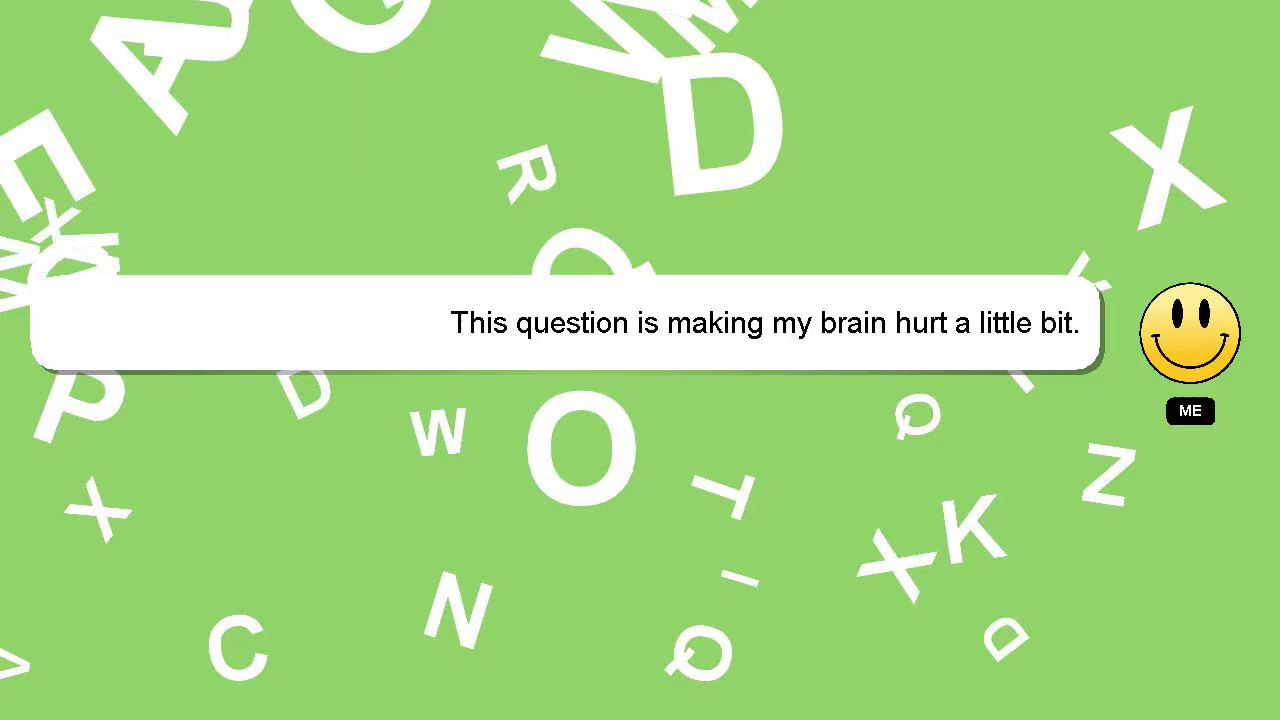 A G W M
D
R
X
E
X
W M
O
This question is making my brain hurt a little bit.
ME
P
D
W
O
Q
T
N
Z
X
K
X
I
N
C
Q
D
V